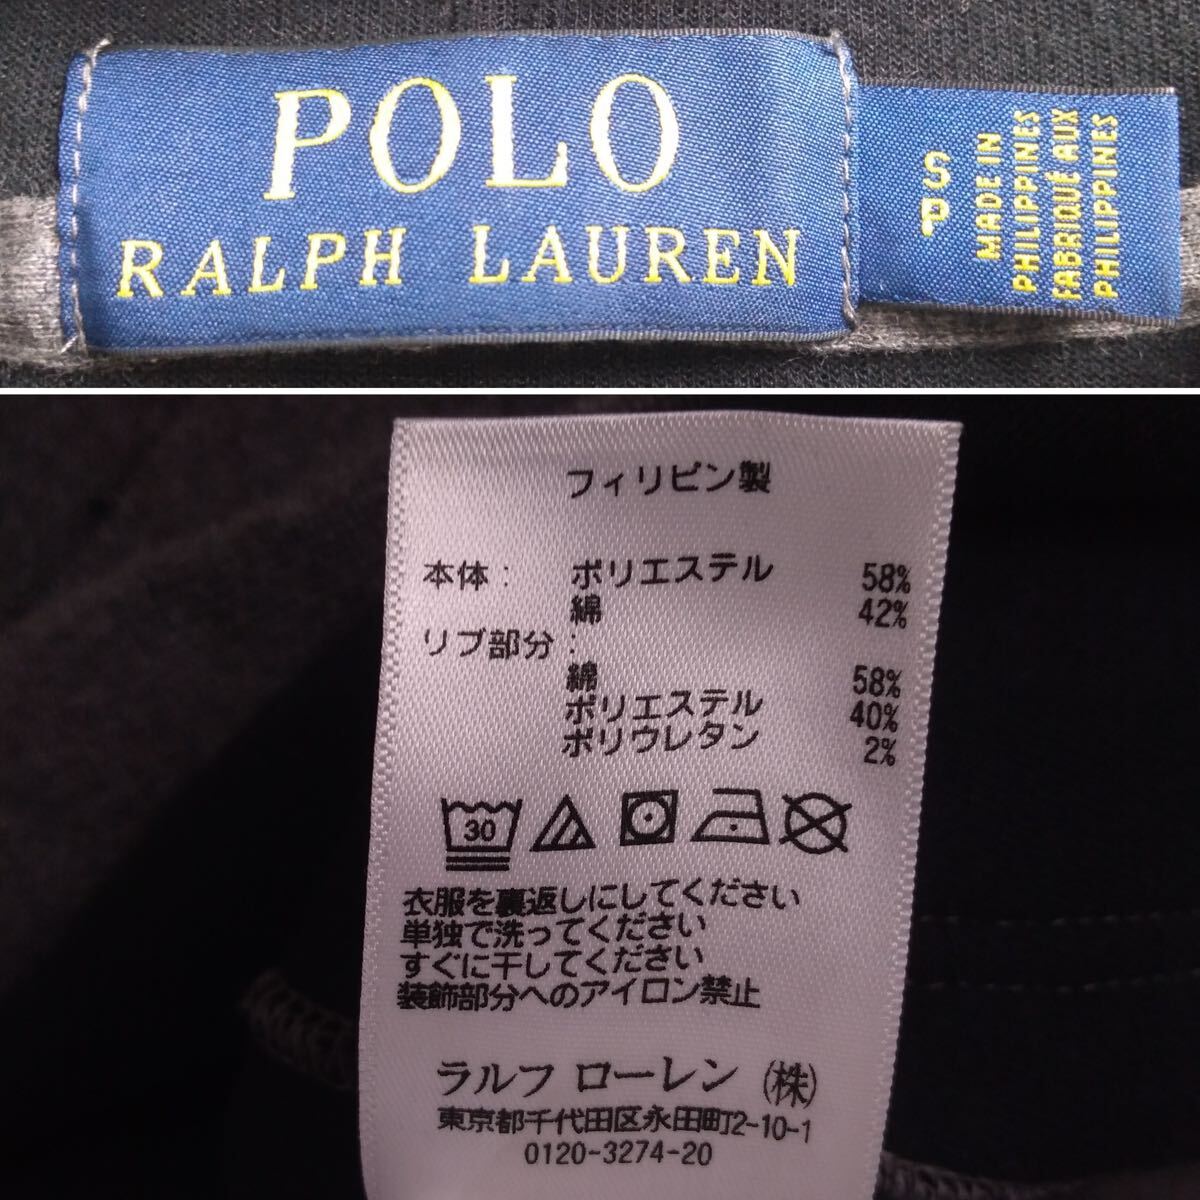 POLO
RALPH LAUREN
S
P
MADE IN
PHILIPPINES
FABRIQUÉ AUX
PHILIPPINES
フィリピン製
本体: ポリエステル 58%
綿 42%
リブ部分:
綿 58%
ポリエステル 40%
ポリウレタン 2%
30
衣服を裏返しにしてください
単独で洗ってください
すぐに干してください
装飾部分へのアイロン禁止
ラルフ ローレン (株)
東京都千代田区永田町2-10-1
0120-3274-20